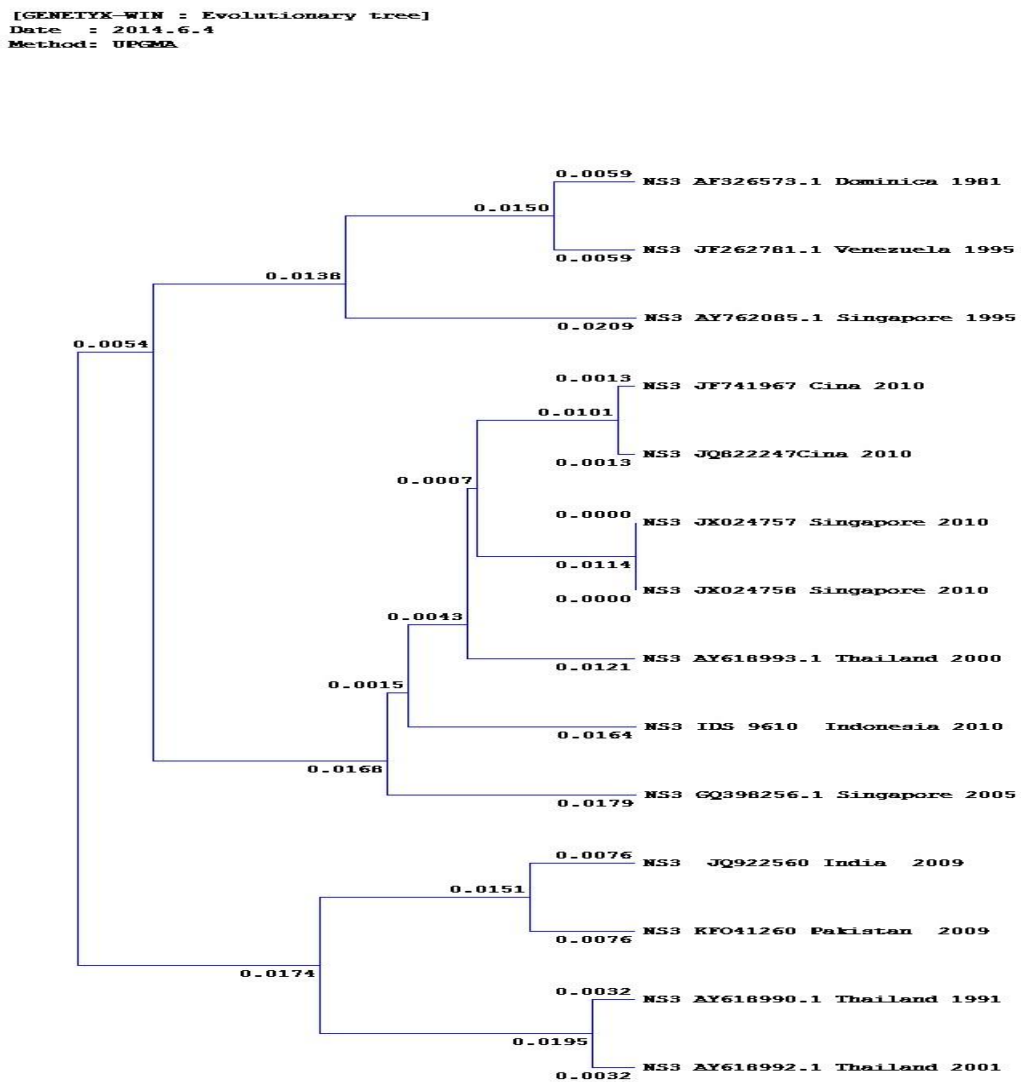 [GENETYX-WIN : Evolutionary tree]
Date : 2014.6.4
Method: UPGMA
0.0059
NS3 AF326573.1 Dominica 1981
0.0150
NS3 JF262781.1 Venezuela 1995
0.0059
0.0138
NS3 AY762085.1 Singapore 1995
0.0209
0.0054
0.0013
NS3 JF741967 Cina 2010
0.0101
NS3 JQ822247Cina 2010
0.0013
0.0007
0.0000
NS3 JX024757 Singapore 2010
0.0114
NS3 JX024758 Singapore 2010
0.0000
0.0043
NS3 AY618993.1 Thailand 2000
0.0121
0.0015
NS3 IDS 9610 Indonesia 2010
0.0164
0.0168
NS3 GQ398256.1 Singapore 2005
0.0179
0.0076
NS3 JQ922560 India 2009
0.0151
NS3 KF041260 Pakistan 2009
0.0076
0.0174
0.0032
NS3 AY618990.1 Thailand 1991
0.0195
NS3 AY618992.1 Thailand 2001
0.0032